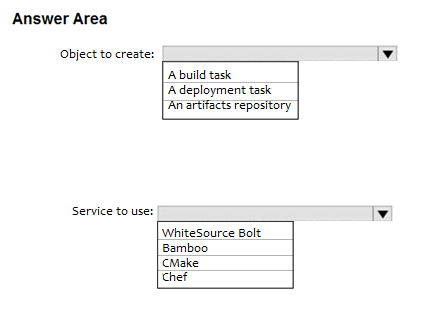 Answer Area
Object to create:
A build task
A deployment task
An artifacts repository
Service to use:
WhiteSource Bolt
Bamboo
CMake
Chef